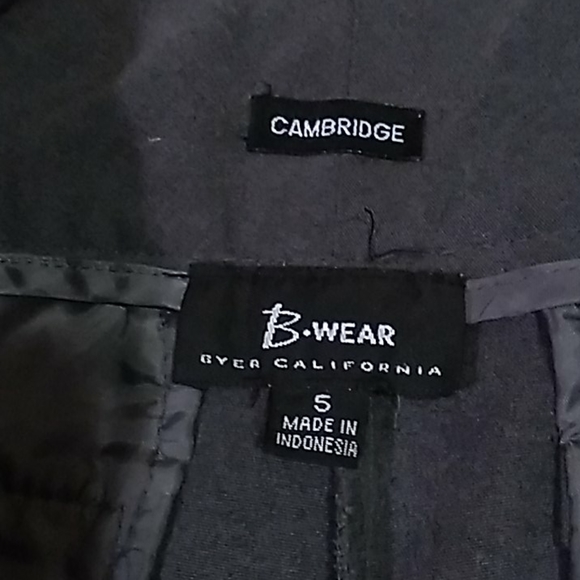 CAMBRIDGE
B·WEAR
BYER CALIFORNIA
5
MADE IN
INDONESIA